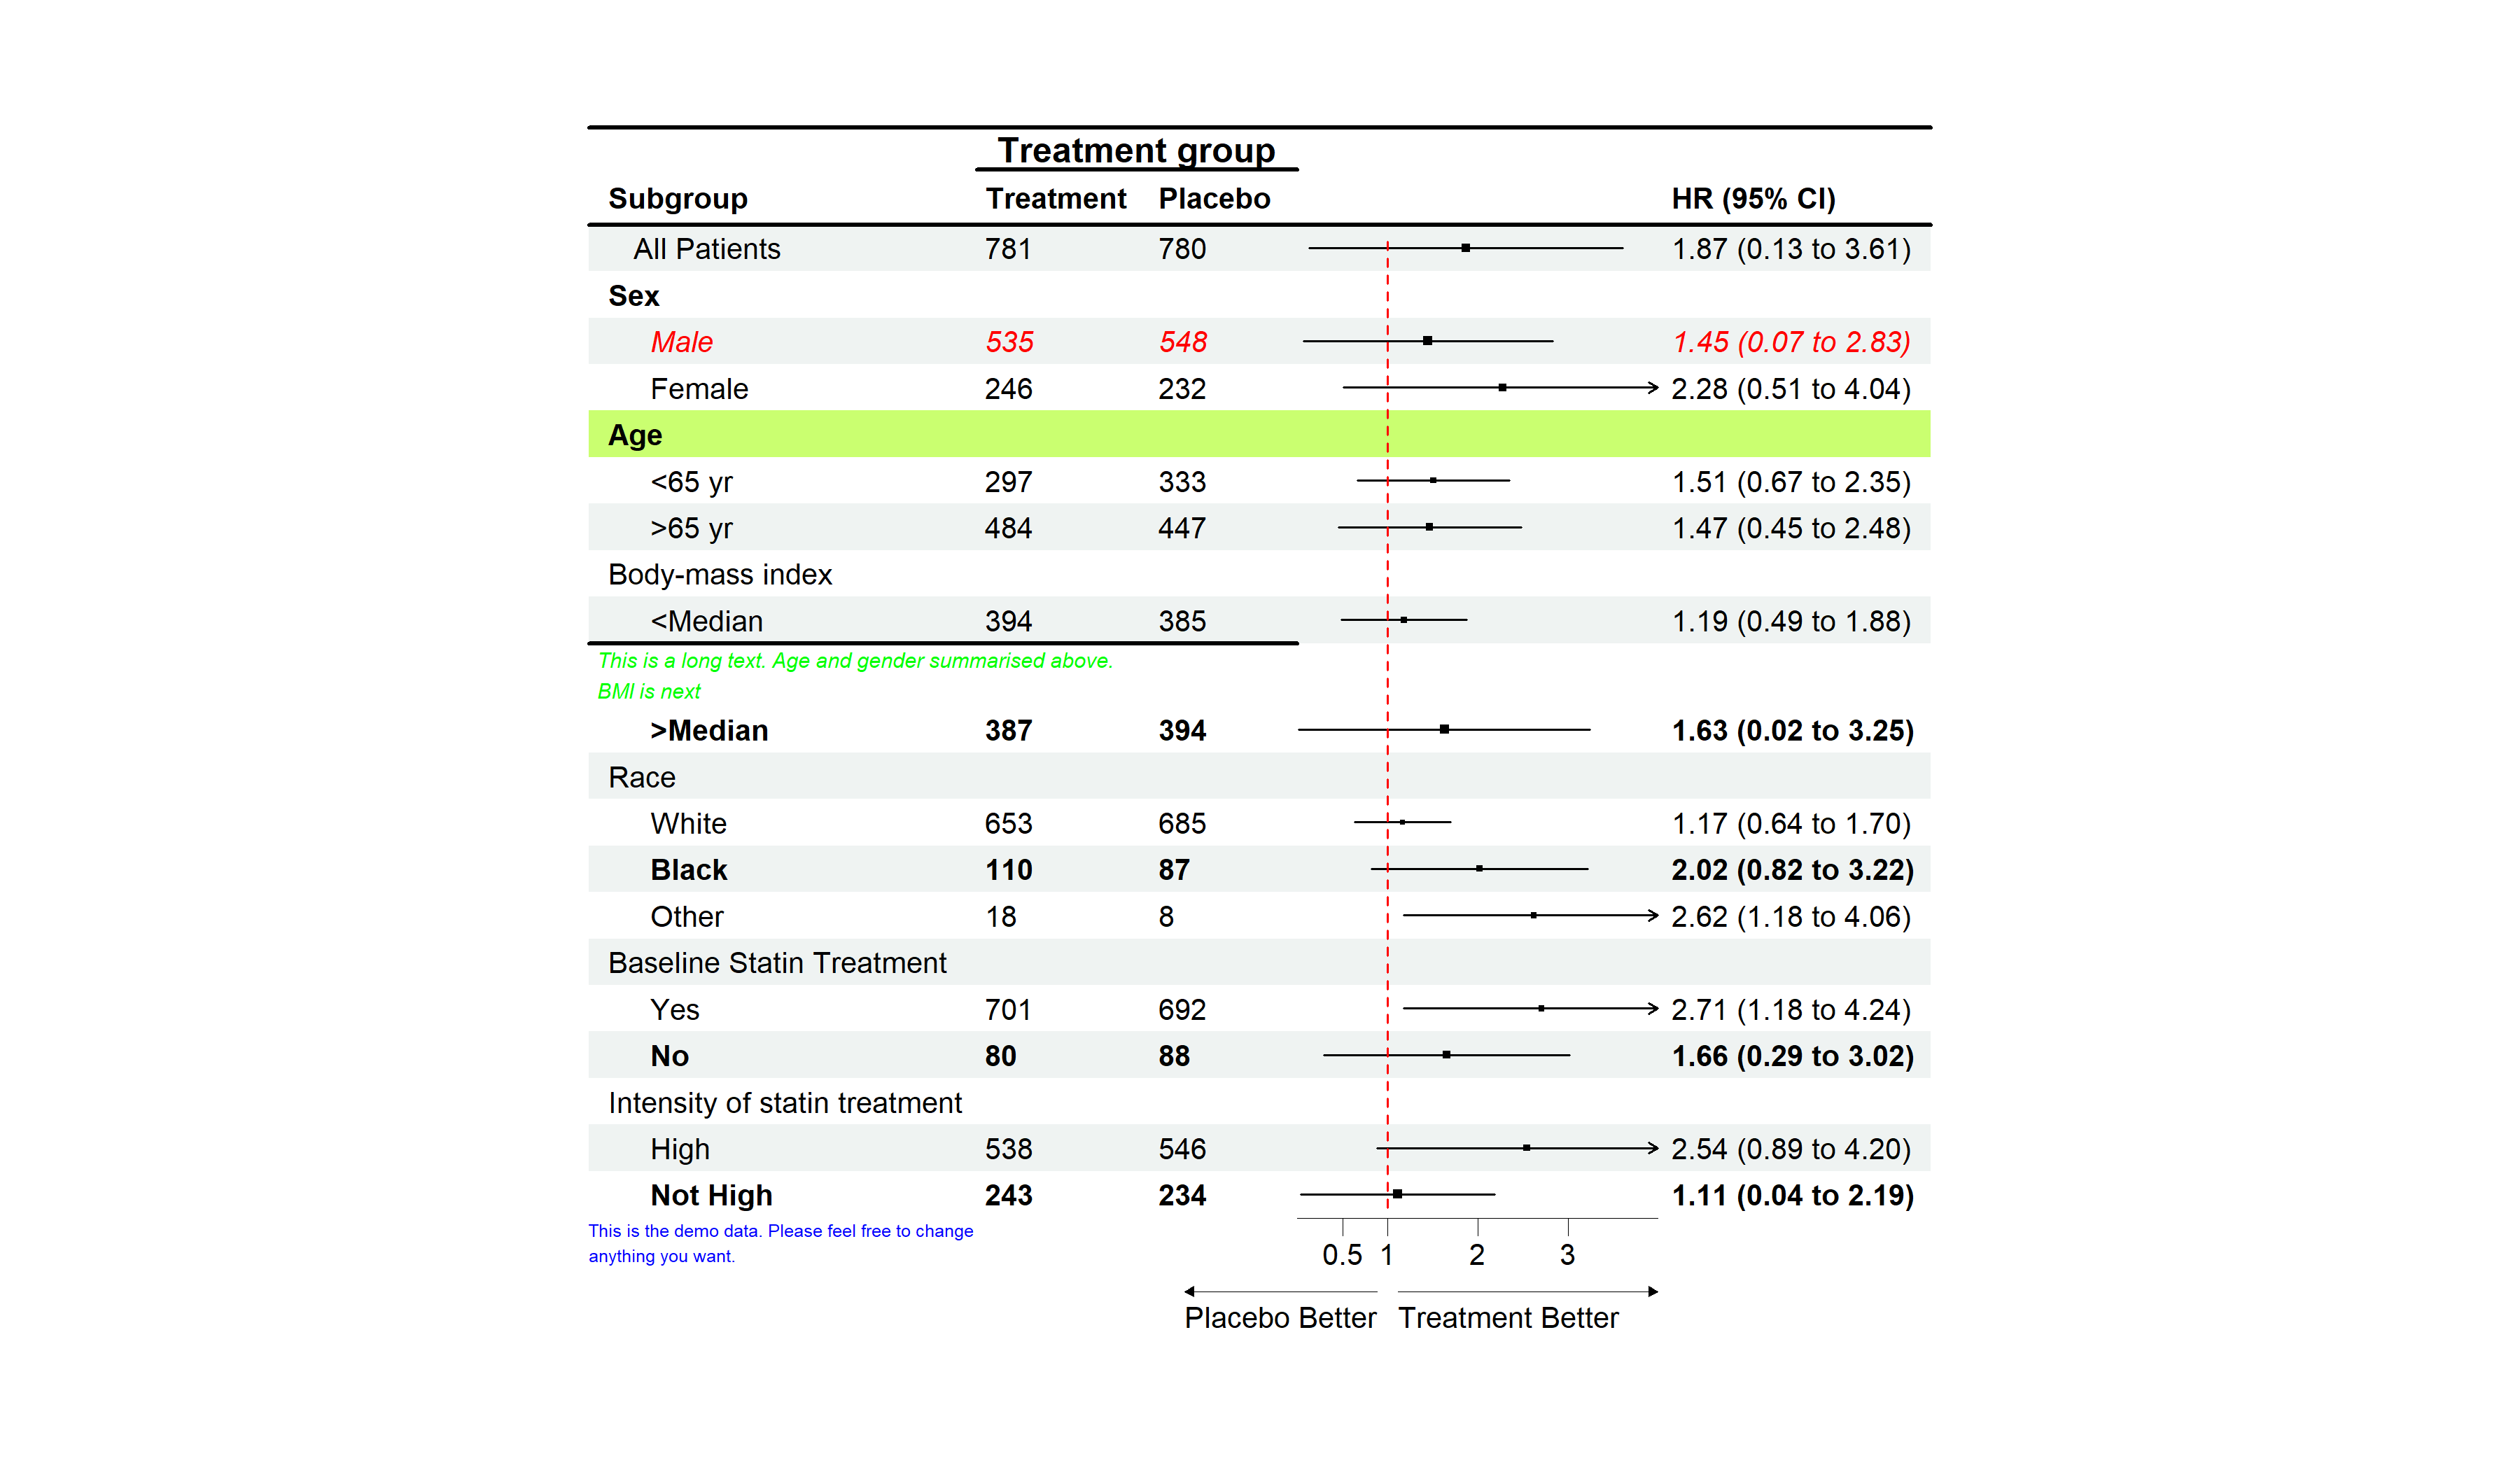 Treatment group
Subgroup Treatment Placebo HR (95% CI)
All Patients 781 780 1.87 (0.13 to 3.61)
Sex
Male 535 548 1.45 (0.07 to 2.83)
Female 246 232 2.28 (0.51 to 4.04)
Age
<65 yr 297 333 1.51 (0.67 to 2.35)
>65 yr 484 447 1.47 (0.45 to 2.48)
Body-mass index
<Median 394 385 1.19 (0.49 to 1.88)
This is a long text. Age and gender summarised above.
BMI is next
>Median 387 394 1.63 (0.02 to 3.25)
Race
White 653 685 1.17 (0.64 to 1.70)
Black 110 87 2.02 (0.82 to 3.22)
Other 18 8 2.62 (1.18 to 4.06)
Baseline Statin Treatment
Yes 701 692 2.71 (1.18 to 4.24)
No 80 88 1.66 (0.29 to 3.02)
Intensity of statin treatment
High 538 546 2.54 (0.89 to 4.20)
Not High 243 234 1.11 (0.04 to 2.19)
This is the demo data. Please feel free to change
anything you want.
0.5 1 2 3
Placebo Better Treatment Better